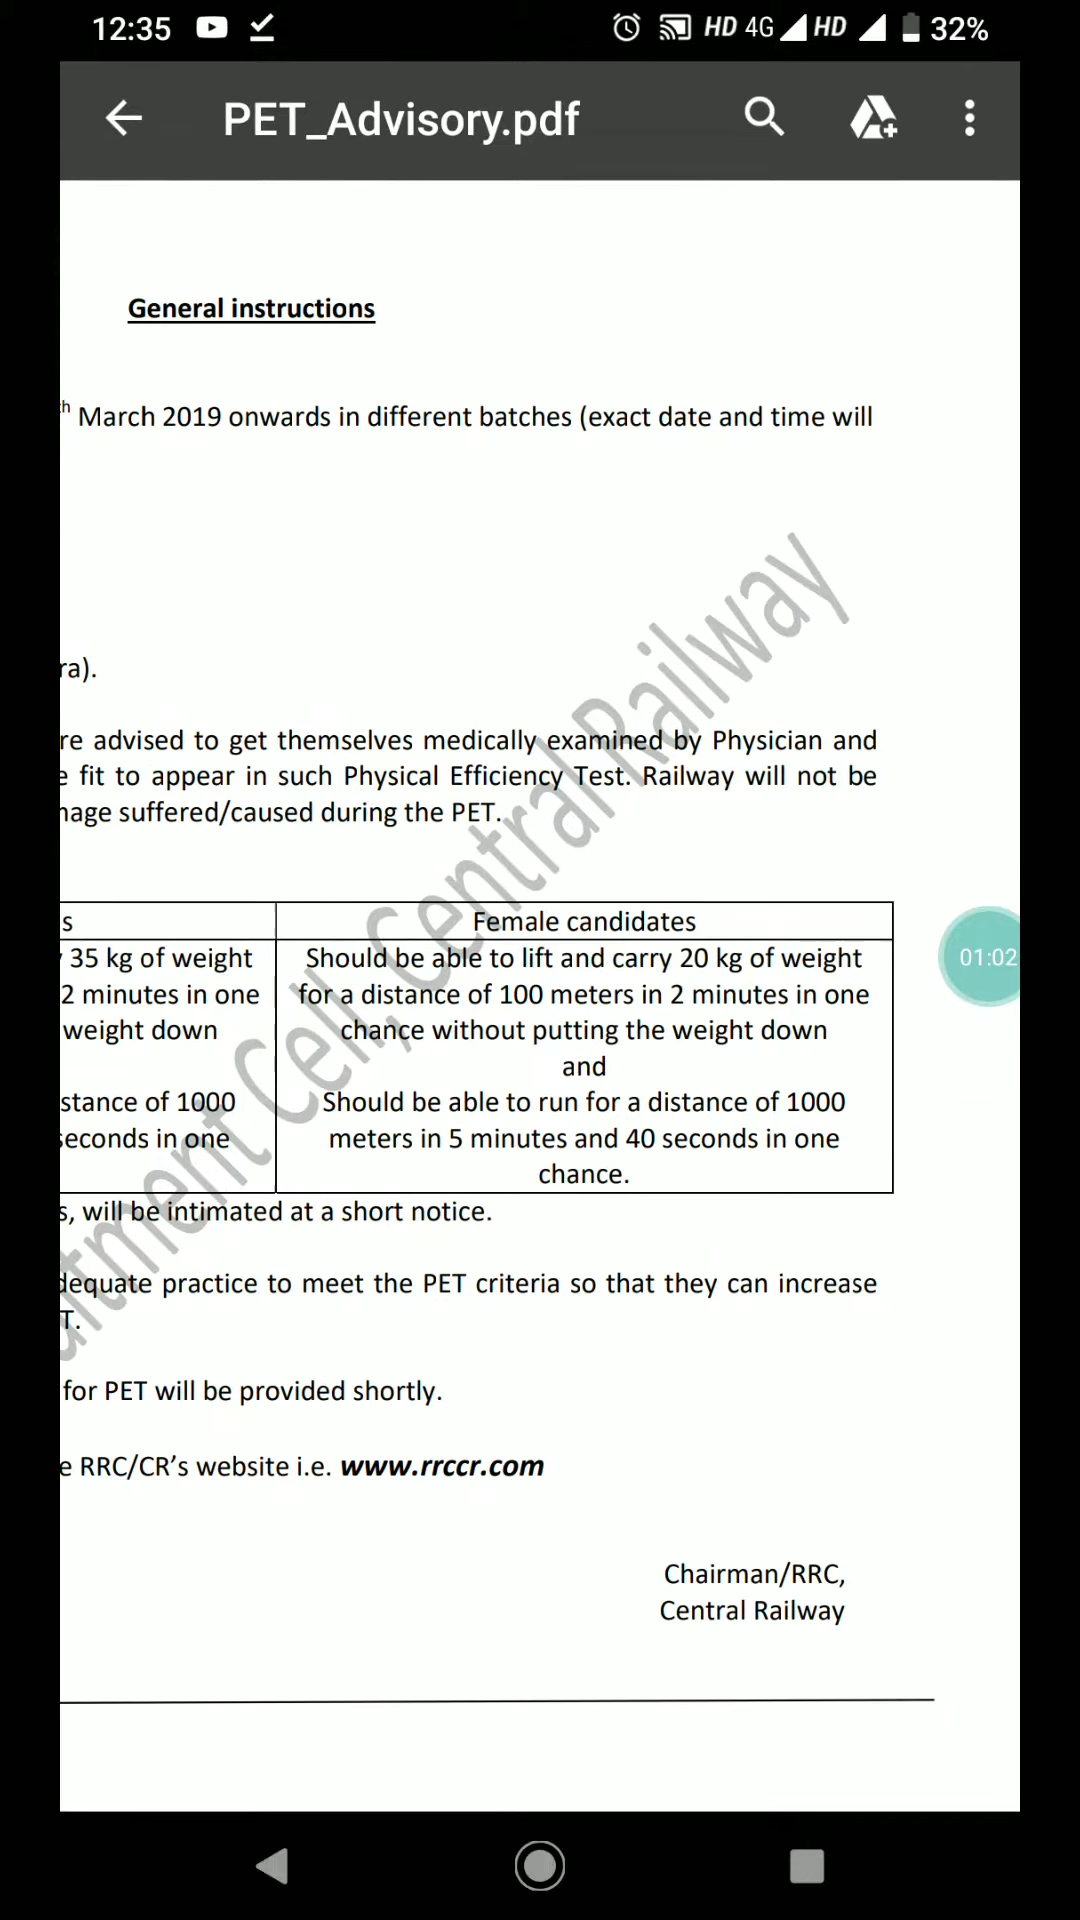 12:35 HD 4G HD 32%
PET_Advisory.pdf
General instructions
th March 2019 onwards in different batches (exact date and time will
ra).
re advised to get themselves medically examined by Physician and
e fit to appear in such Physical Efficiency Test. Railway will not be
mage suffered/caused during the PET.
s Female candidates
35 kg of weight Should be able to lift and carry 20 kg of weight
2 minutes in one for a distance of 100 meters in 2 minutes in one
weight down chance without putting the weight down
and
stance of 1000 Should be able to run for a distance of 1000
seconds in one meters in 5 minutes and 40 seconds in one
chance.
s, will be intimated at a short notice.
dequate practice to meet the PET criteria so that they can increase
T.
for PET will be provided shortly.
e RRC/CR’s website i.e. www.rrccr.com
Chairman/RRC,
Central Railway
uitment Cell, Central Railway
01:02